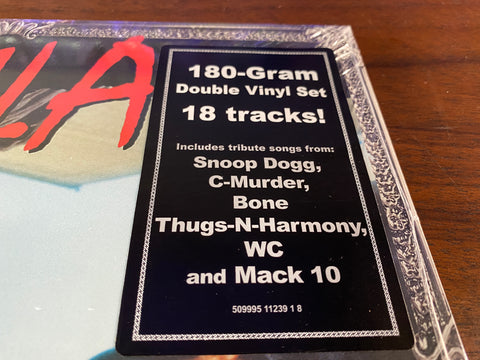 LA
180-Gram
Double Vinyl Set
18 tracks!
Includes tribute songs from:
Snoop Dogg,
C-Murder,
Bone
Thugs-N-Harmony,
WC
and Mack 10
509995 11239 1 8